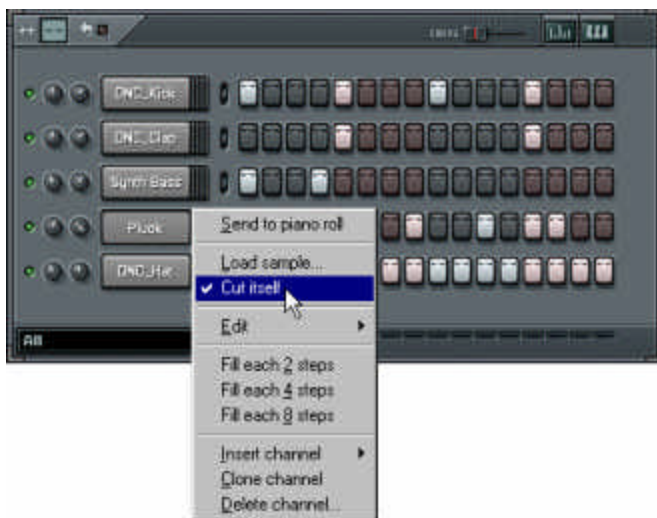 SWING
DNC_Kick
DNC_Clap
Synth Bass
Pluck
DNC_Hat
All
Send to piano roll
Load sample...
Cut itself
Edit
Fill each 2 steps
Fill each 4 steps
Fill each 8 steps
Insert channel
Clone channel
Delete channel...